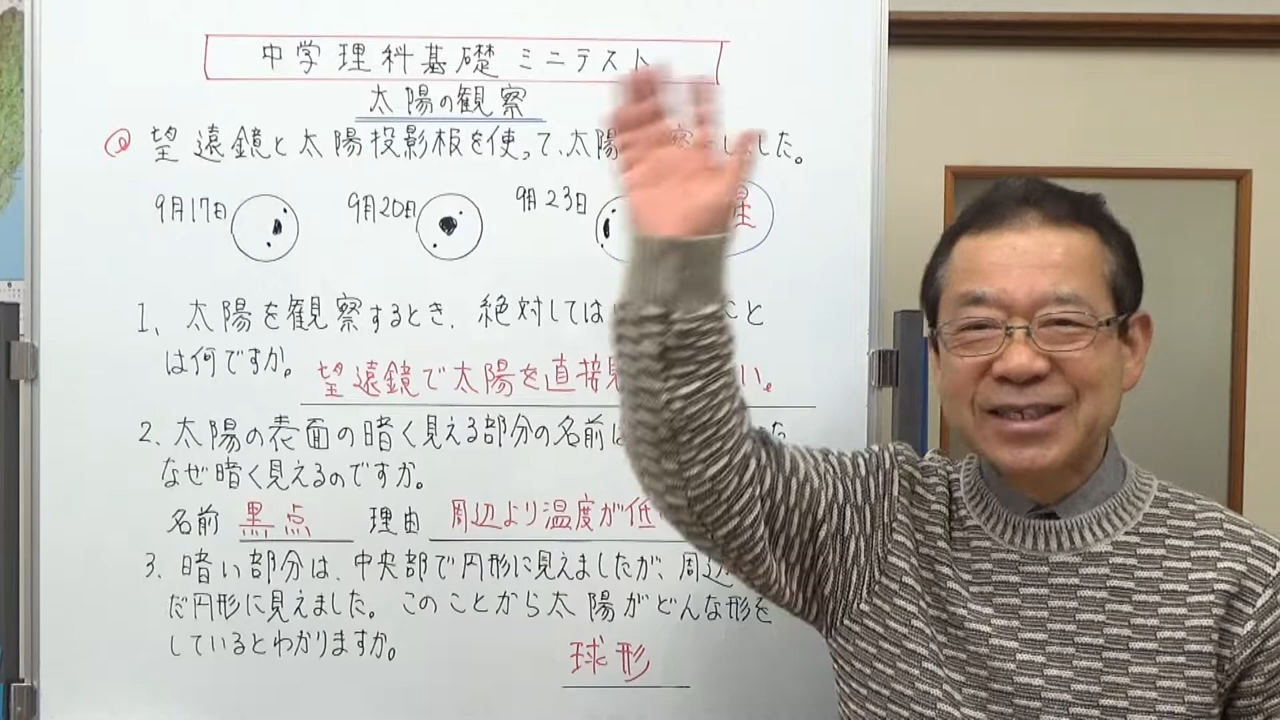 中学理科基礎ミニテスト
太陽の観察
望遠鏡と太陽投影板を使って、太陽 察 した。
9月17日 9月20日 9月23日 星
1、太陽を観察するとき、絶対しては こと
は何ですか。 望遠鏡で太陽を直接見 い。
2、太陽の表面の暗く見える部分の名前は た
なぜ暗く見えるのですか。
名前 黒点 理由 周辺より温度が低
3、暗い部分は、中央部で円形に見えましたが、周辺
だ円形に見えました。このことから太陽がどんな形を
しているとわかりますか。
球形